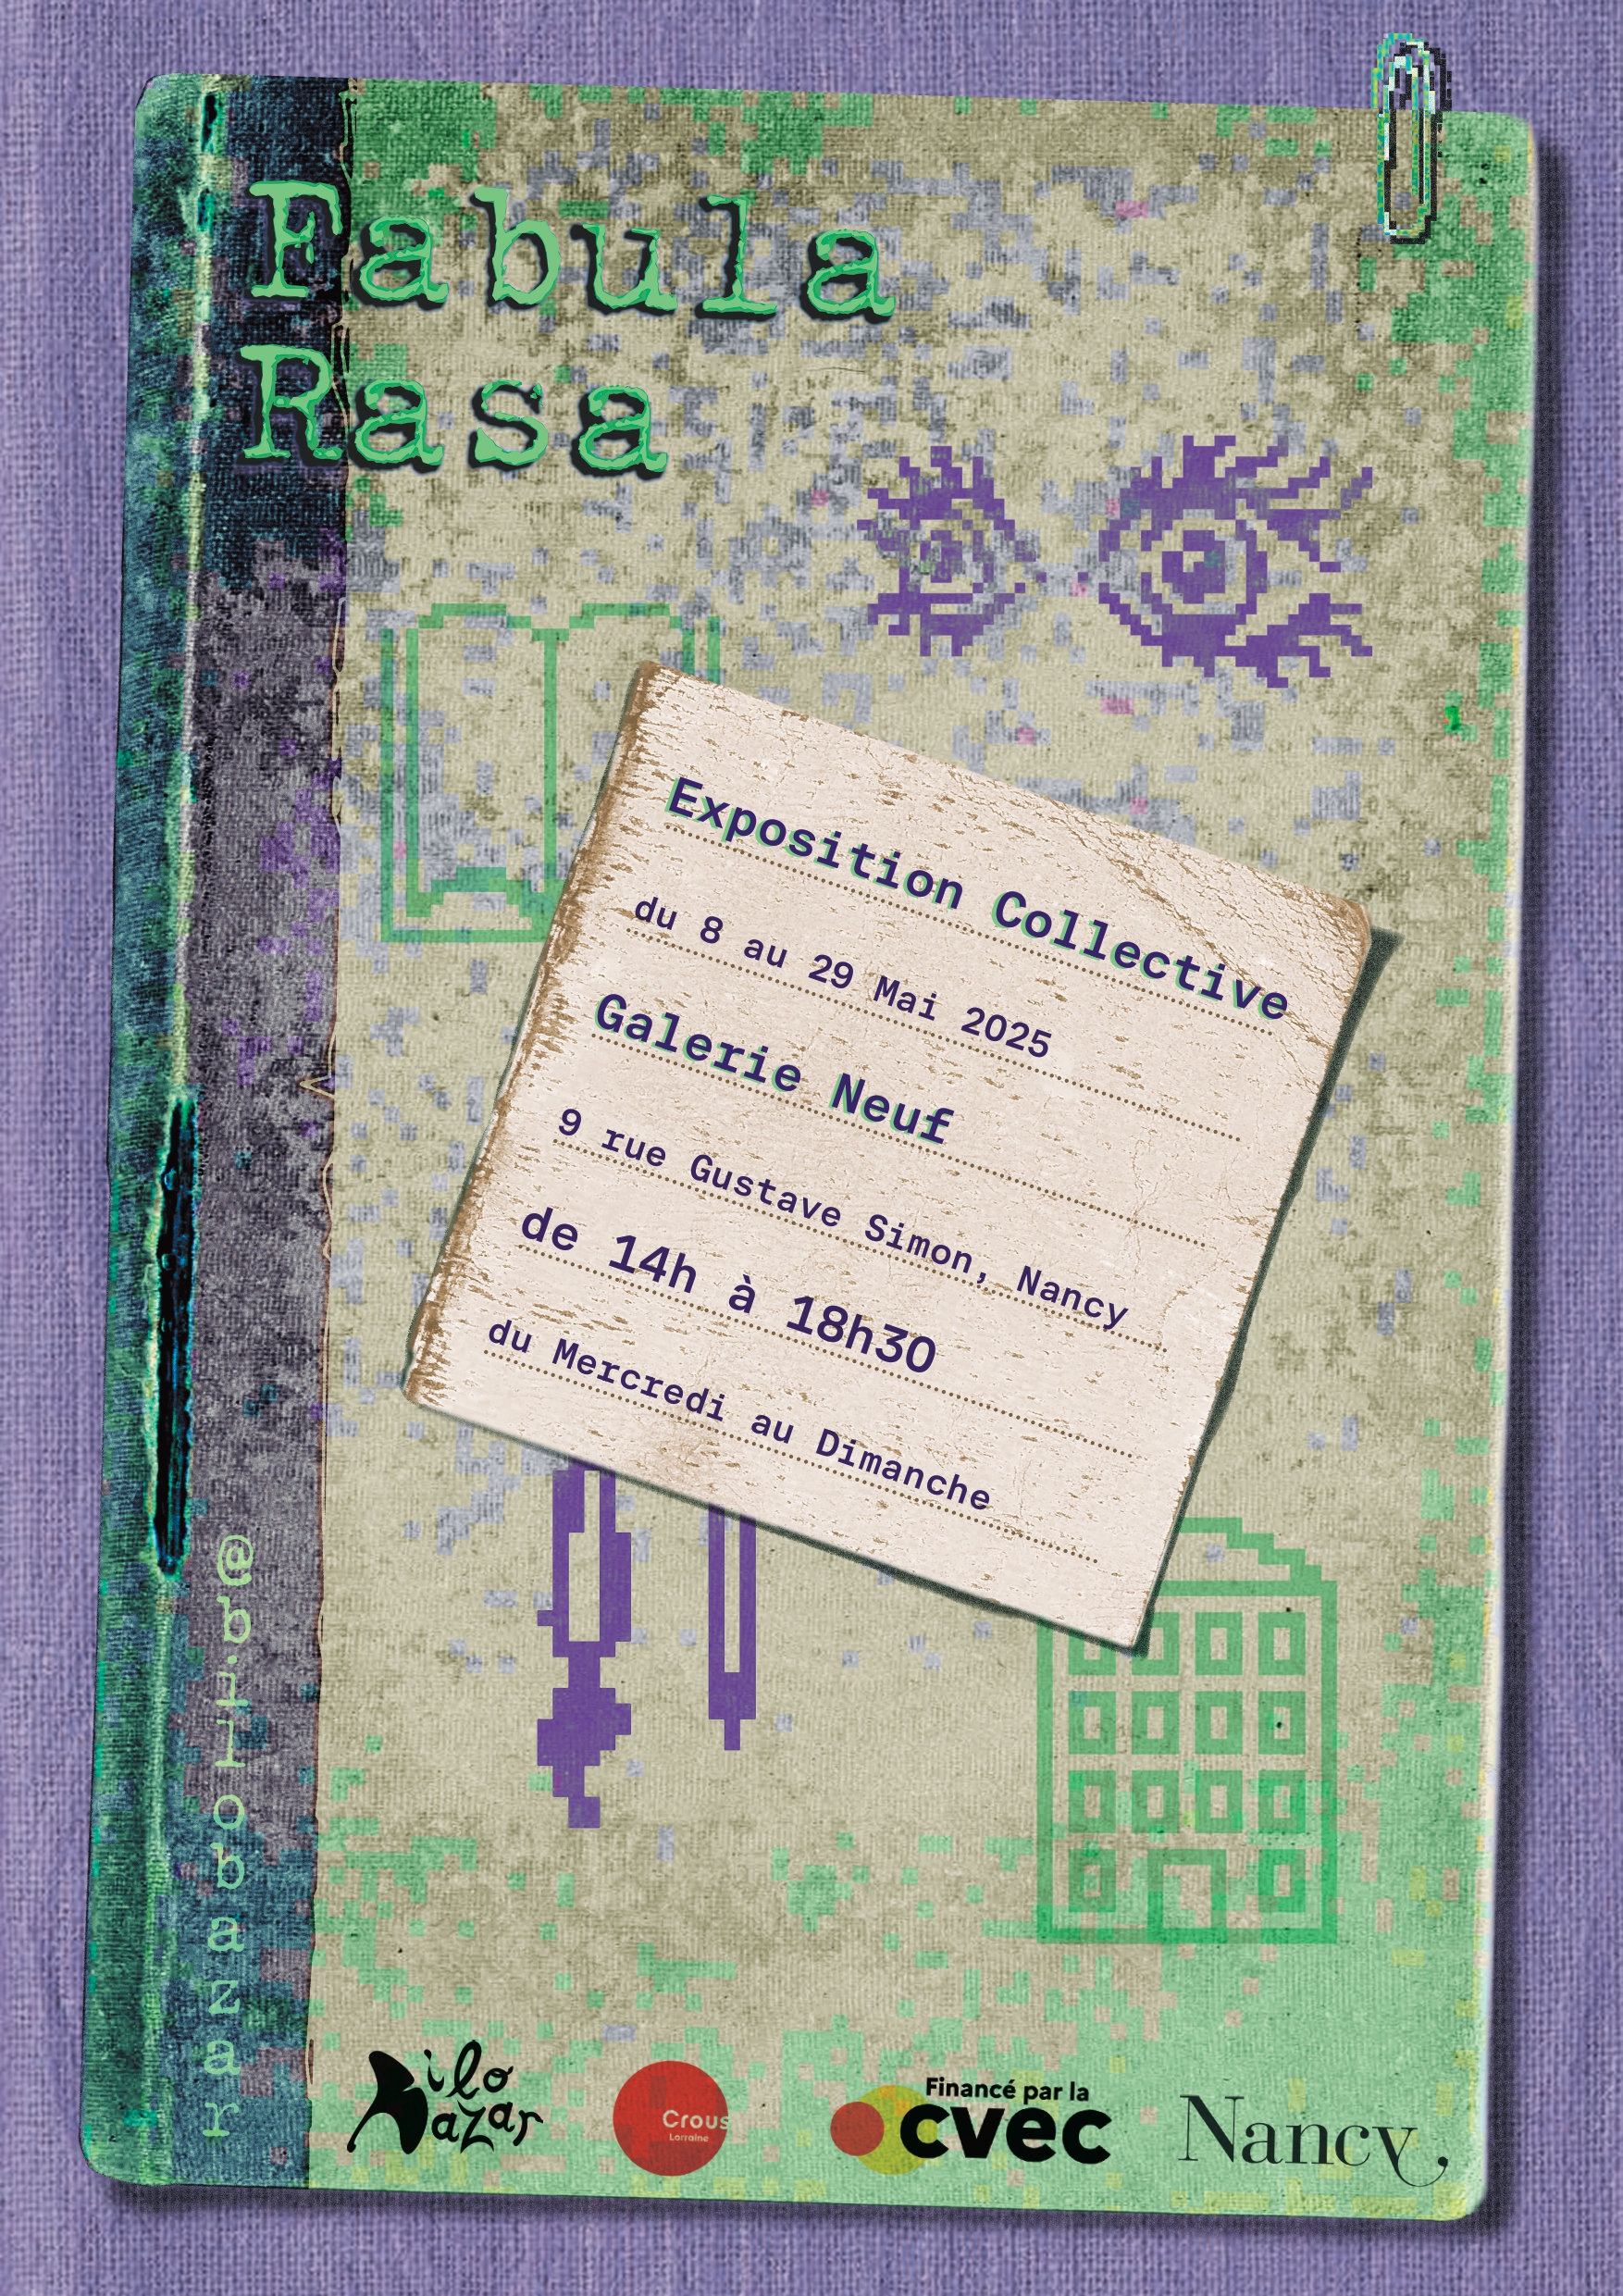 Fabula
Rasa
Exposition Collective
du 8 au 29 Mai 2025
Galerie Neuf
9 rue Gustave Simon, Nancy
de 14h à 18h30
du Mercredi au Dimanche
@b.ilobazar
Bilo
Bazar
Crous
Lorraine
Financé par la
cvec
Nancy,